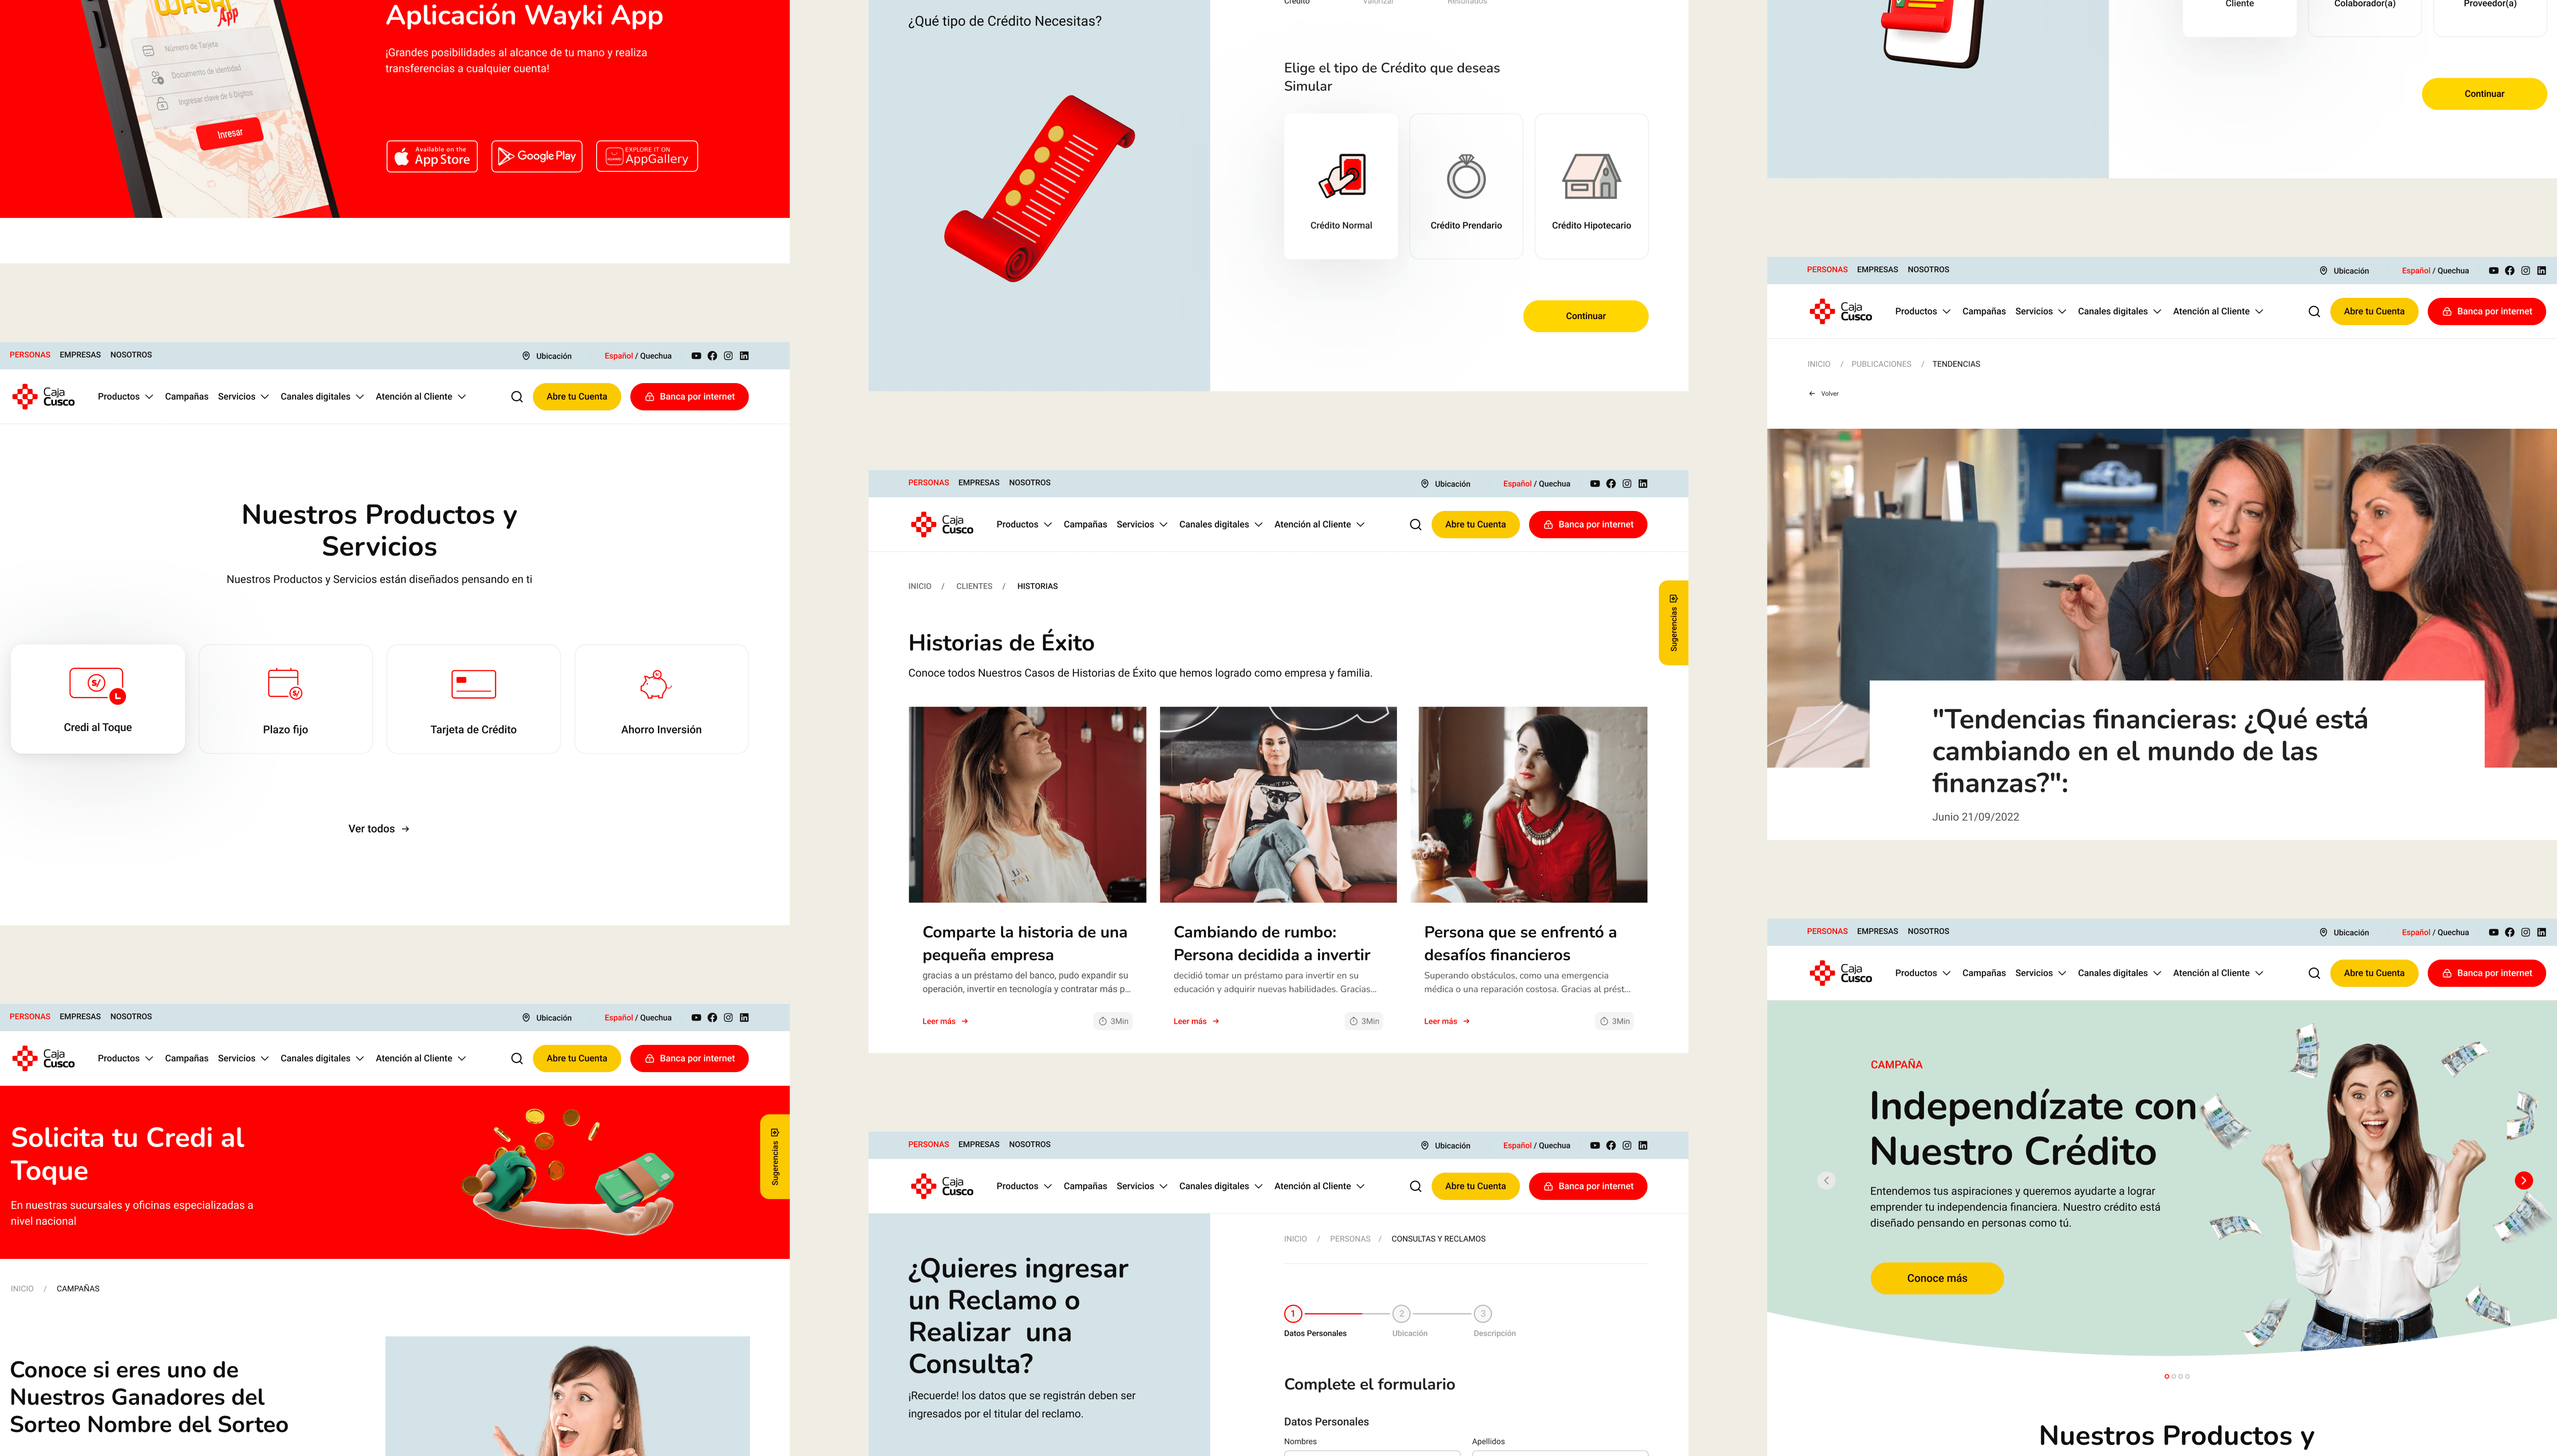 WASKI
App
Número de Tarjeta
Documento de identidad
Ingresar clave de 6 Digitos
Inresar
Aplicación Wayki App
¡Grandes posibilidades al alcance de tu mano y realiza
transferencias a cualquier cuenta!
Available on the
App Store
Google Play
EXPLORE IT ON
AppGallery
PERSONAS EMPRESAS NOSOTROS
Ubicación
Español / Quechua
Caja
Cusco
Productos Campañas Servicios Canales digitales Atención al Cliente
Abre tu Cuenta
Banca por internet
Nuestros Productos y
Servicios
Nuestros Productos y Servicios están diseñados pensando en ti
S/
S/
Credi al Toque
Plazo fijo
Tarjeta de Crédito
Ahorro Inversión
Ver todos
PERSONAS EMPRESAS NOSOTROS
Ubicación
Español / Quechua
Caja
Cusco
Productos Campañas Servicios Canales digitales Atención al Cliente
Abre tu Cuenta
Banca por internet
Solicita tu Credi al
Toque
En nuestras sucursales y oficinas especializadas a
nivel nacional
Sugerencias
INICIO / CAMPAÑAS
Conoce si eres uno de
Nuestros Ganadores del
Sorteo Nombre del Sorteo
¿Qué tipo de Crédito Necesitas?
Crédito
Valorizar
Resultados
Elige el tipo de Crédito que deseas
Simular
Crédito Normal
Crédito Prendario
Crédito Hipotecario
Continuar
PERSONAS EMPRESAS NOSOTROS
Ubicación
Español / Quechua
Caja
Cusco
Productos Campañas Servicios Canales digitales Atención al Cliente
Abre tu Cuenta
Banca por internet
INICIO / CLIENTES / HISTORIAS
Sugerencias
Historias de Éxito
Conoce todos Nuestros Casos de Historias de Éxito que hemos logrado como empresa y familia.
Comparte la historia de una
pequeña empresa
gracias a un préstamo del banco, pudo expandir su
operación, invertir en tecnología y contratar más p...
Leer más
3Min
Cambiando de rumbo:
Persona decidida a invertir
decidió tomar un préstamo para invertir en su
educación y adquirir nuevas habilidades. Gracias...
Leer más
3Min
Persona que se enfrentó a
desafíos financieros
Superando obstáculos, como una emergencia
médica o una reparación costosa. Gracias al prést...
Leer más
3Min
PERSONAS EMPRESAS NOSOTROS
Ubicación
Español / Quechua
Caja
Cusco
Productos Campañas Servicios Canales digitales Atención al Cliente
Abre tu Cuenta
Banca por internet
¿Quieres ingresar
un Reclamo o
Realizar una
Consulta?
¡Recuerde! los datos que se registrán deben ser
ingresados por el titular del reclamo.
INICIO / PERSONAS / CONSULTAS Y RECLAMOS
1 2 3
Datos Personales
Ubicación
Descripción
Complete el formulario
Datos Personales
Nombres
Apellidos
Cliente
Colaborador(a)
Proveedor(a)
Continuar
PERSONAS EMPRESAS NOSOTROS
Ubicación
Español / Quechua
Caja
Cusco
Productos Campañas Servicios Canales digitales Atención al Cliente
Abre tu Cuenta
Banca por internet
INICIO / PUBLICACIONES / TENDENCIAS
Volver
"Tendencias financieras: ¿Qué está
cambiando en el mundo de las
finanzas?":
Junio 21/09/2022
PERSONAS EMPRESAS NOSOTROS
Ubicación
Español / Quechua
Caja
Cusco
Productos Campañas Servicios Canales digitales Atención al Cliente
Abre tu Cuenta
Banca por internet
CAMPAÑA
Independízate con
Nuestro Crédito
Entendemos tus aspiraciones y queremos ayudarte a lograr
emprender tu independencia financiera. Nuestro crédito está
diseñado pensando en personas como tú.
Conoce más
Nuestros Productos y